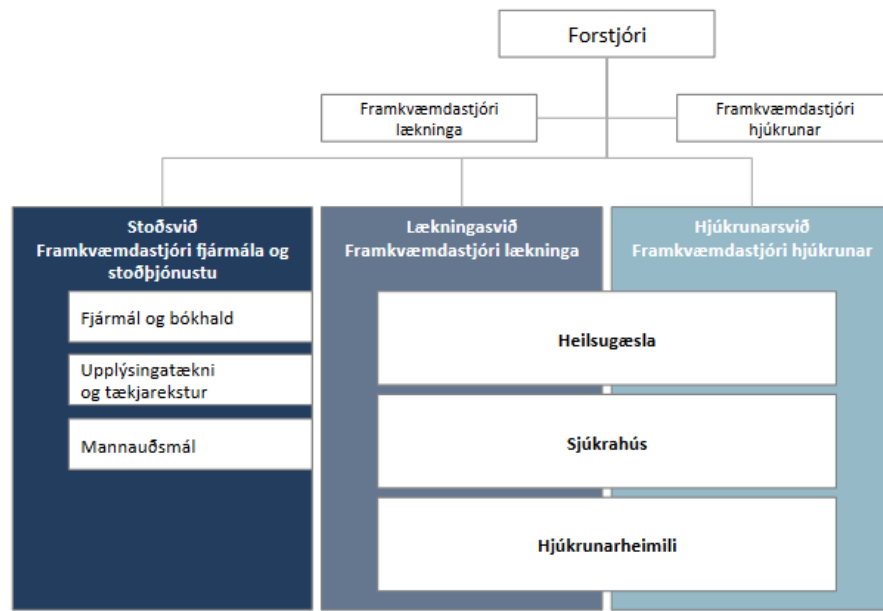 Forstjóri
Framkvæmdastjóri
lækninga
Framkvæmdastjóri
hjúkrunar
Stoðsvið
Framkvæmdastjóri fjármála og
stoðþjónustu
Fjármál og bókhald
Upplýsingatækni
og tækjarekstur
Mannauðsmál
Lækningasvið
Framkvæmdastjóri lækninga
Hjúkrunarsvið
Framkvæmdastjóri hjúkrunar
Heilsugæsla
Sjúkrahús
Hjúkrunarheimili